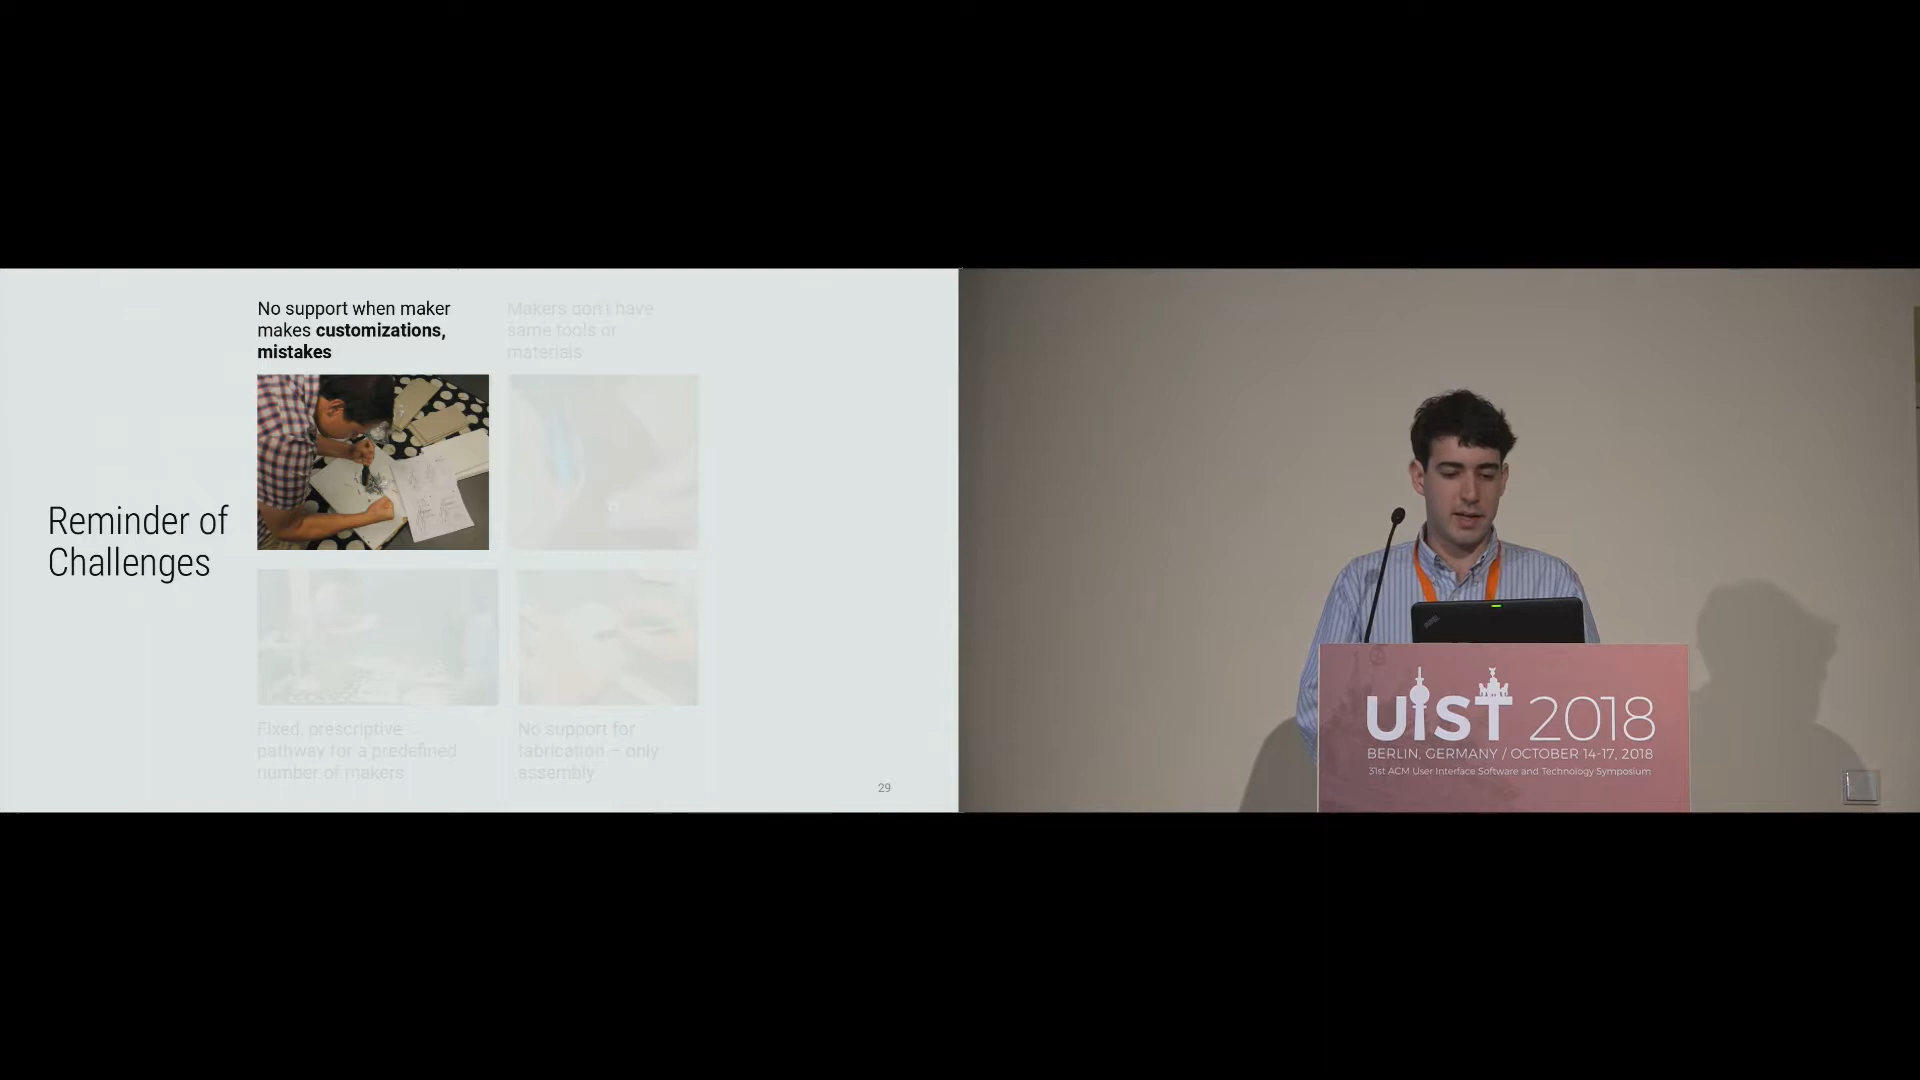 Reminder of
Challenges
No support when maker
makes customizations,
mistakes
Makers don't have
same tools or
materials
Fixed, prescriptive
pathway for a predefined
number of makers
No support for
fabrication – only
assembly
29
UIST 2018
BERLIN, GERMANY / OCTOBER 14-17, 2018
31st ACM User Interface Software and Technology Symposium